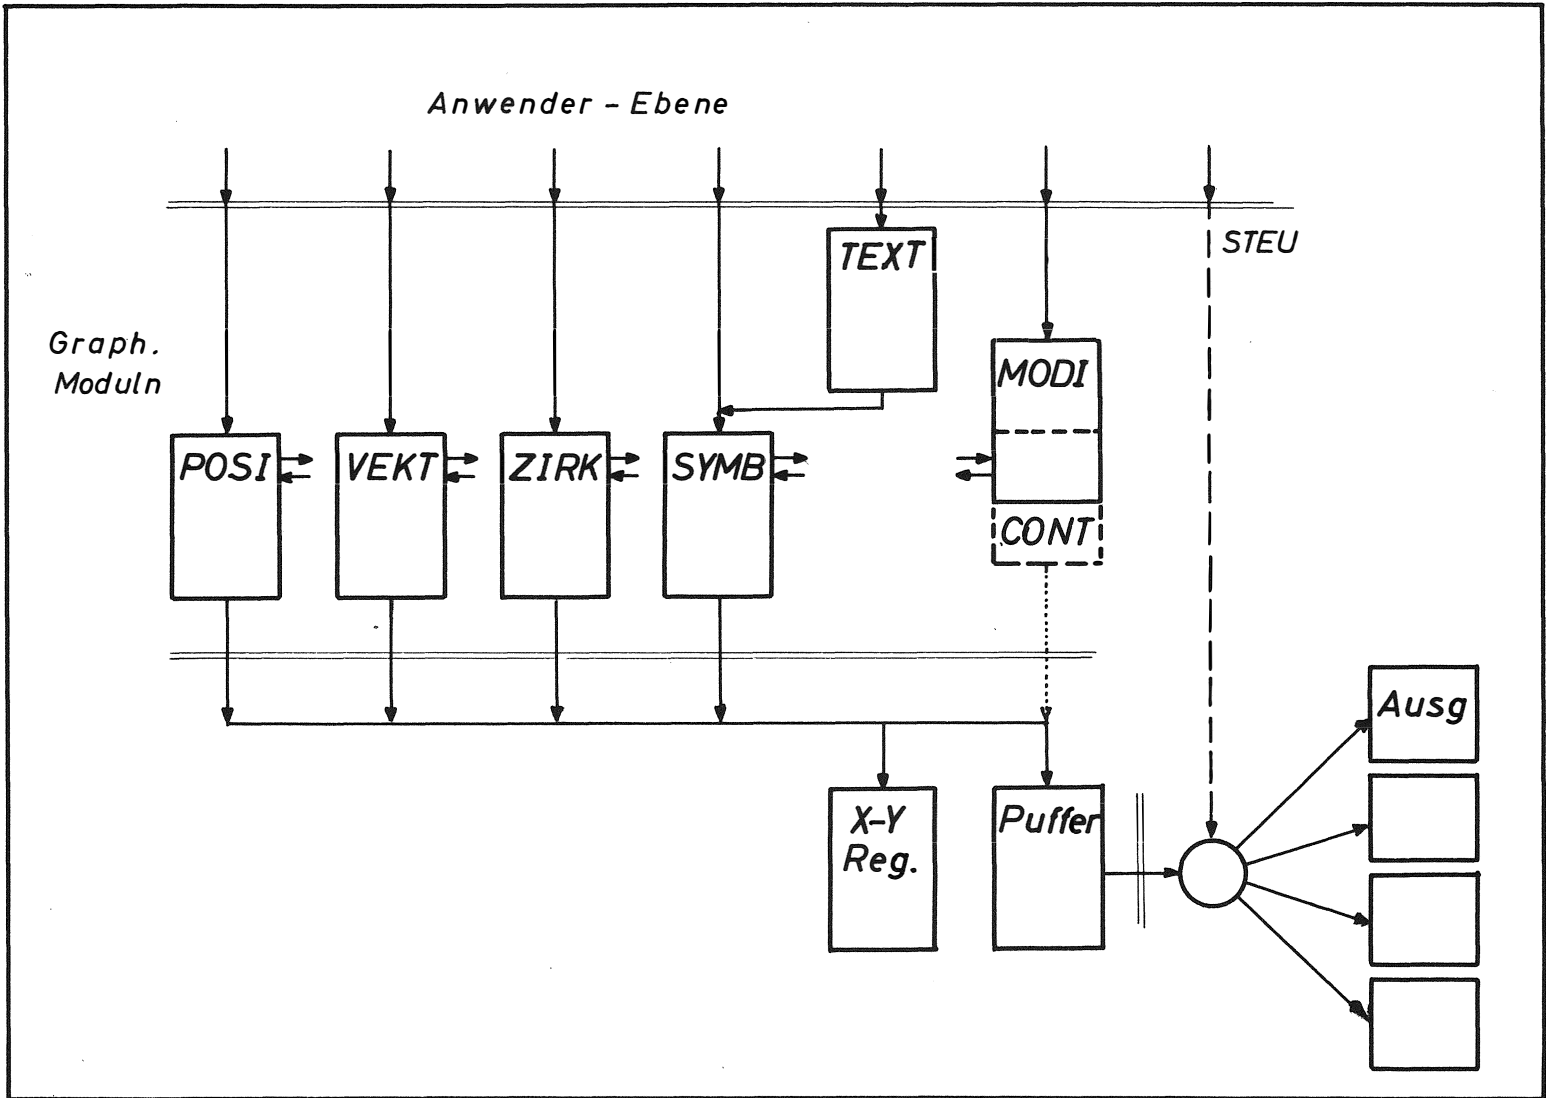 Anwender - Ebene
STEU
TEXT
Graph.
Moduln
MODI
POSI
VEKT
ZIRK
SYMB
CONT
Ausg
X-Y
Reg.
Puffer